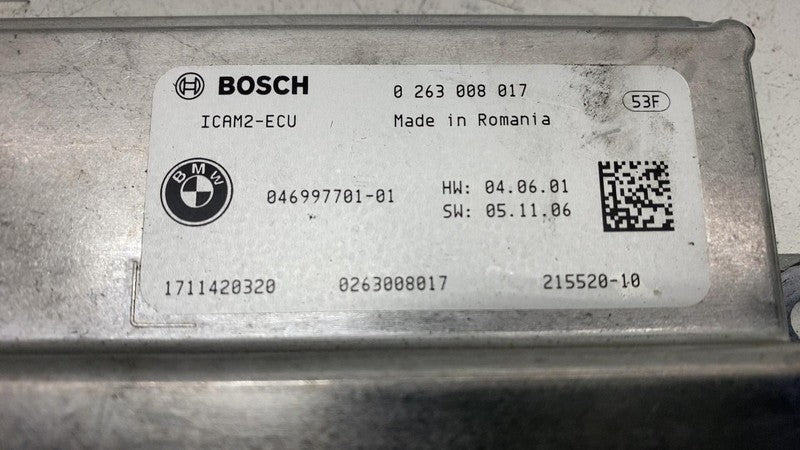 BOSCH 0 263 008 017
53F
ICAM2-ECU Made in Romania
BMW
046997701-01 HW: 04.06.01
SW: 05.11.06
1711420320 0263008017 215520-10